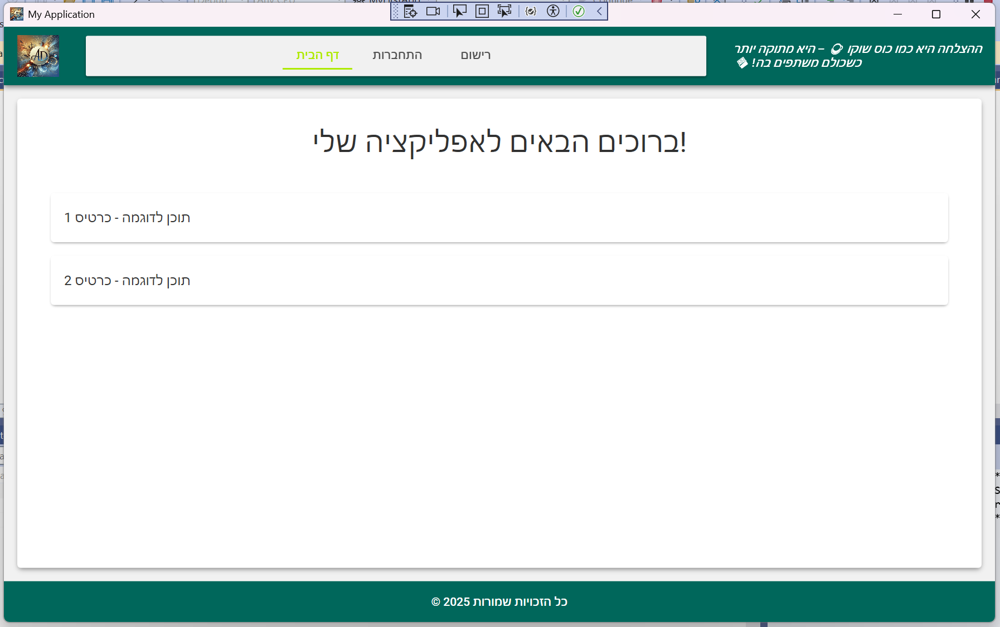 My Application
AD
דף הבית
התחברות
רישום
ההצלחה היא כמו כוס שוקו ☕ – היא מתוקה יותר
כשכולם משתפים בה! 🍫
ברוכים הבאים לאפליקציה שלי!
תוכן לדוגמה - כרטיס 1
תוכן לדוגמה - כרטיס 2
כל הזכויות שמורות 2025 ©